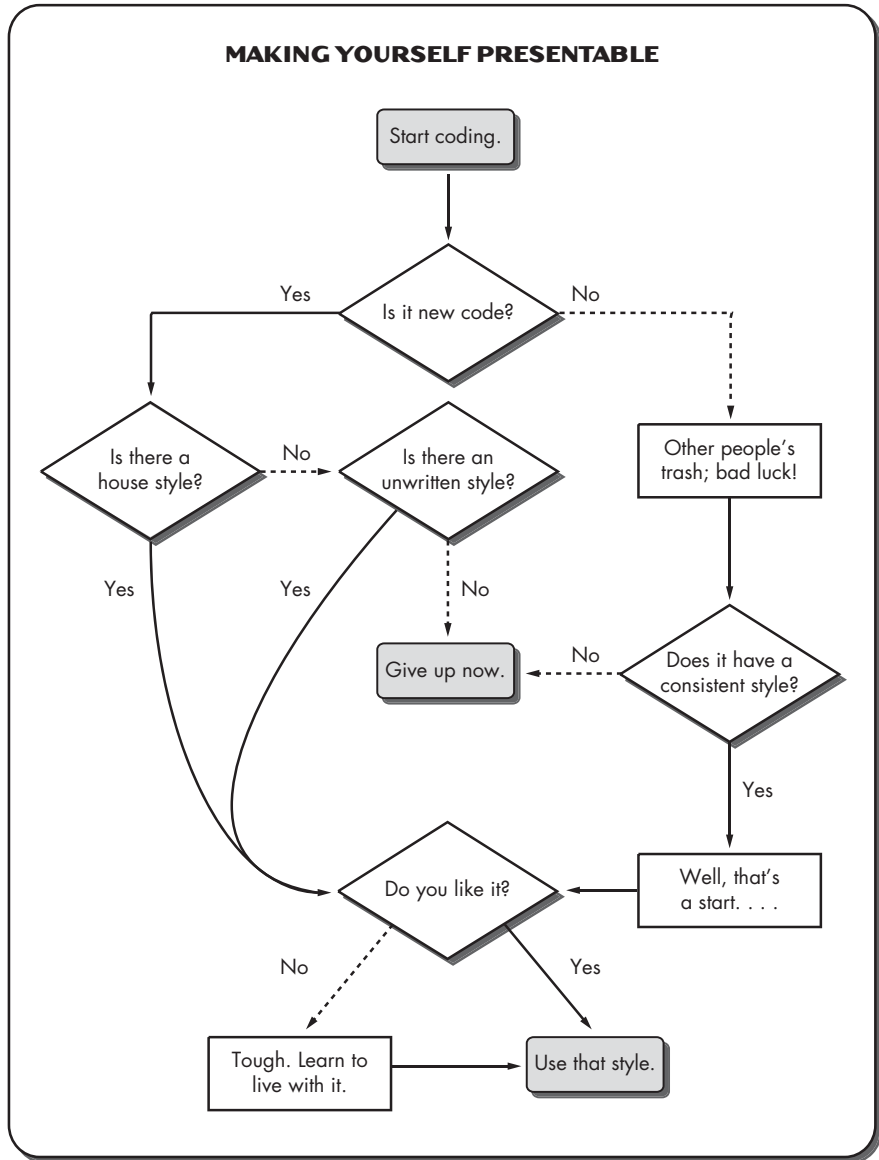 MAKING YOURSELF PRESENTABLE
Start coding.
Is it new code?
Yes
No
Is there a
house style?
No
Is there an
unwritten style?
Other people's
trash; bad luck!
Yes
Yes
No
Give up now.
No
Does it have a
consistent style?
Yes
Do you like it?
Well, that's
a start. . . .
No
Yes
Tough. Learn to
live with it.
Use that style.